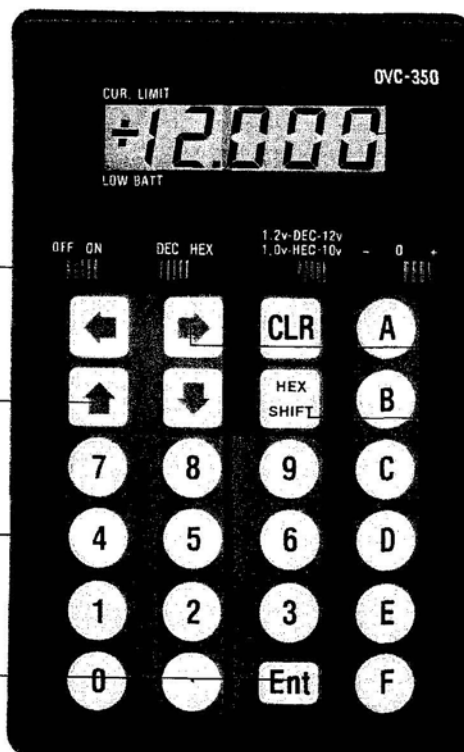 OVC-350
CUR. LIMIT
+12.000
LOW BATT
1.2v-DEC-12v
OFF ON DEC HEX 1.0v-HEC-10v - 0 +
CLR A
HEX
SHIFT B
7 8 9 C
4 5 6 D
1 2 3 E
0 . Ent F